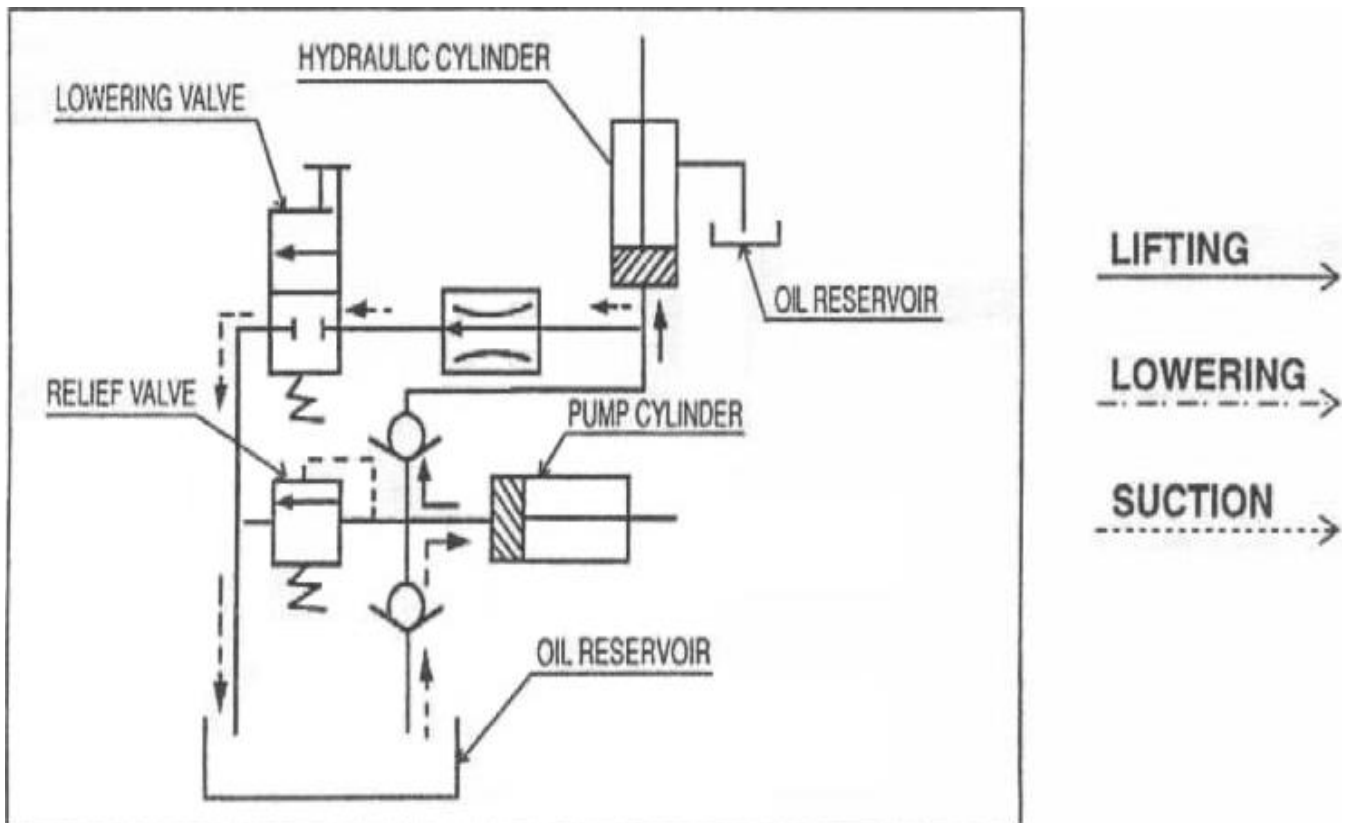 HYDRAULIC CYLINDER
LOWERING VALVE
OIL RESERVOIR
RELIEF VALVE
PUMP CYLINDER
OIL RESERVOIR
LIFTING
LOWERING
SUCTION